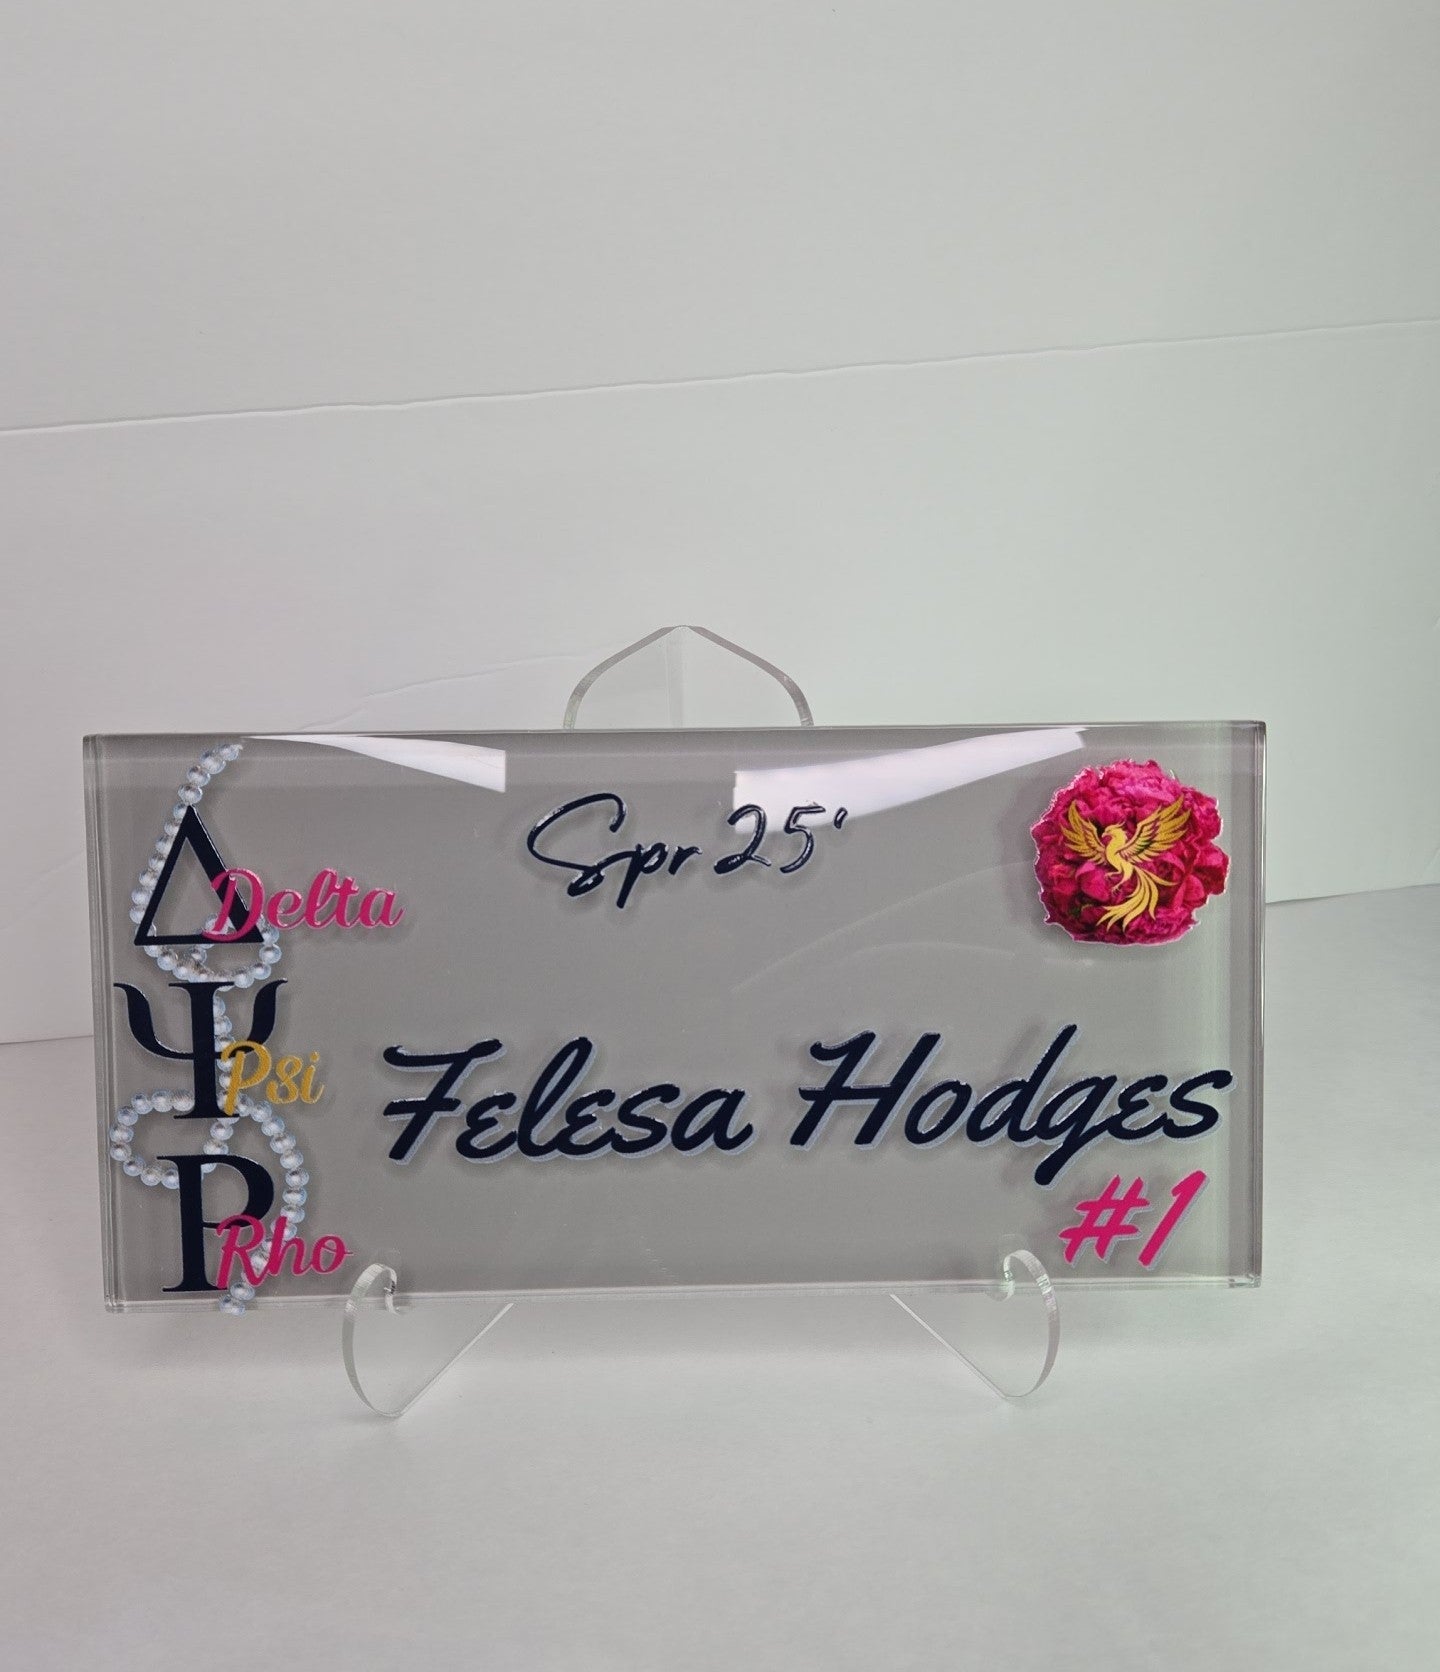 Spr 25'
Δ Delta
Ψ Psi
Ρ Rho
Felesa Hodges
#1